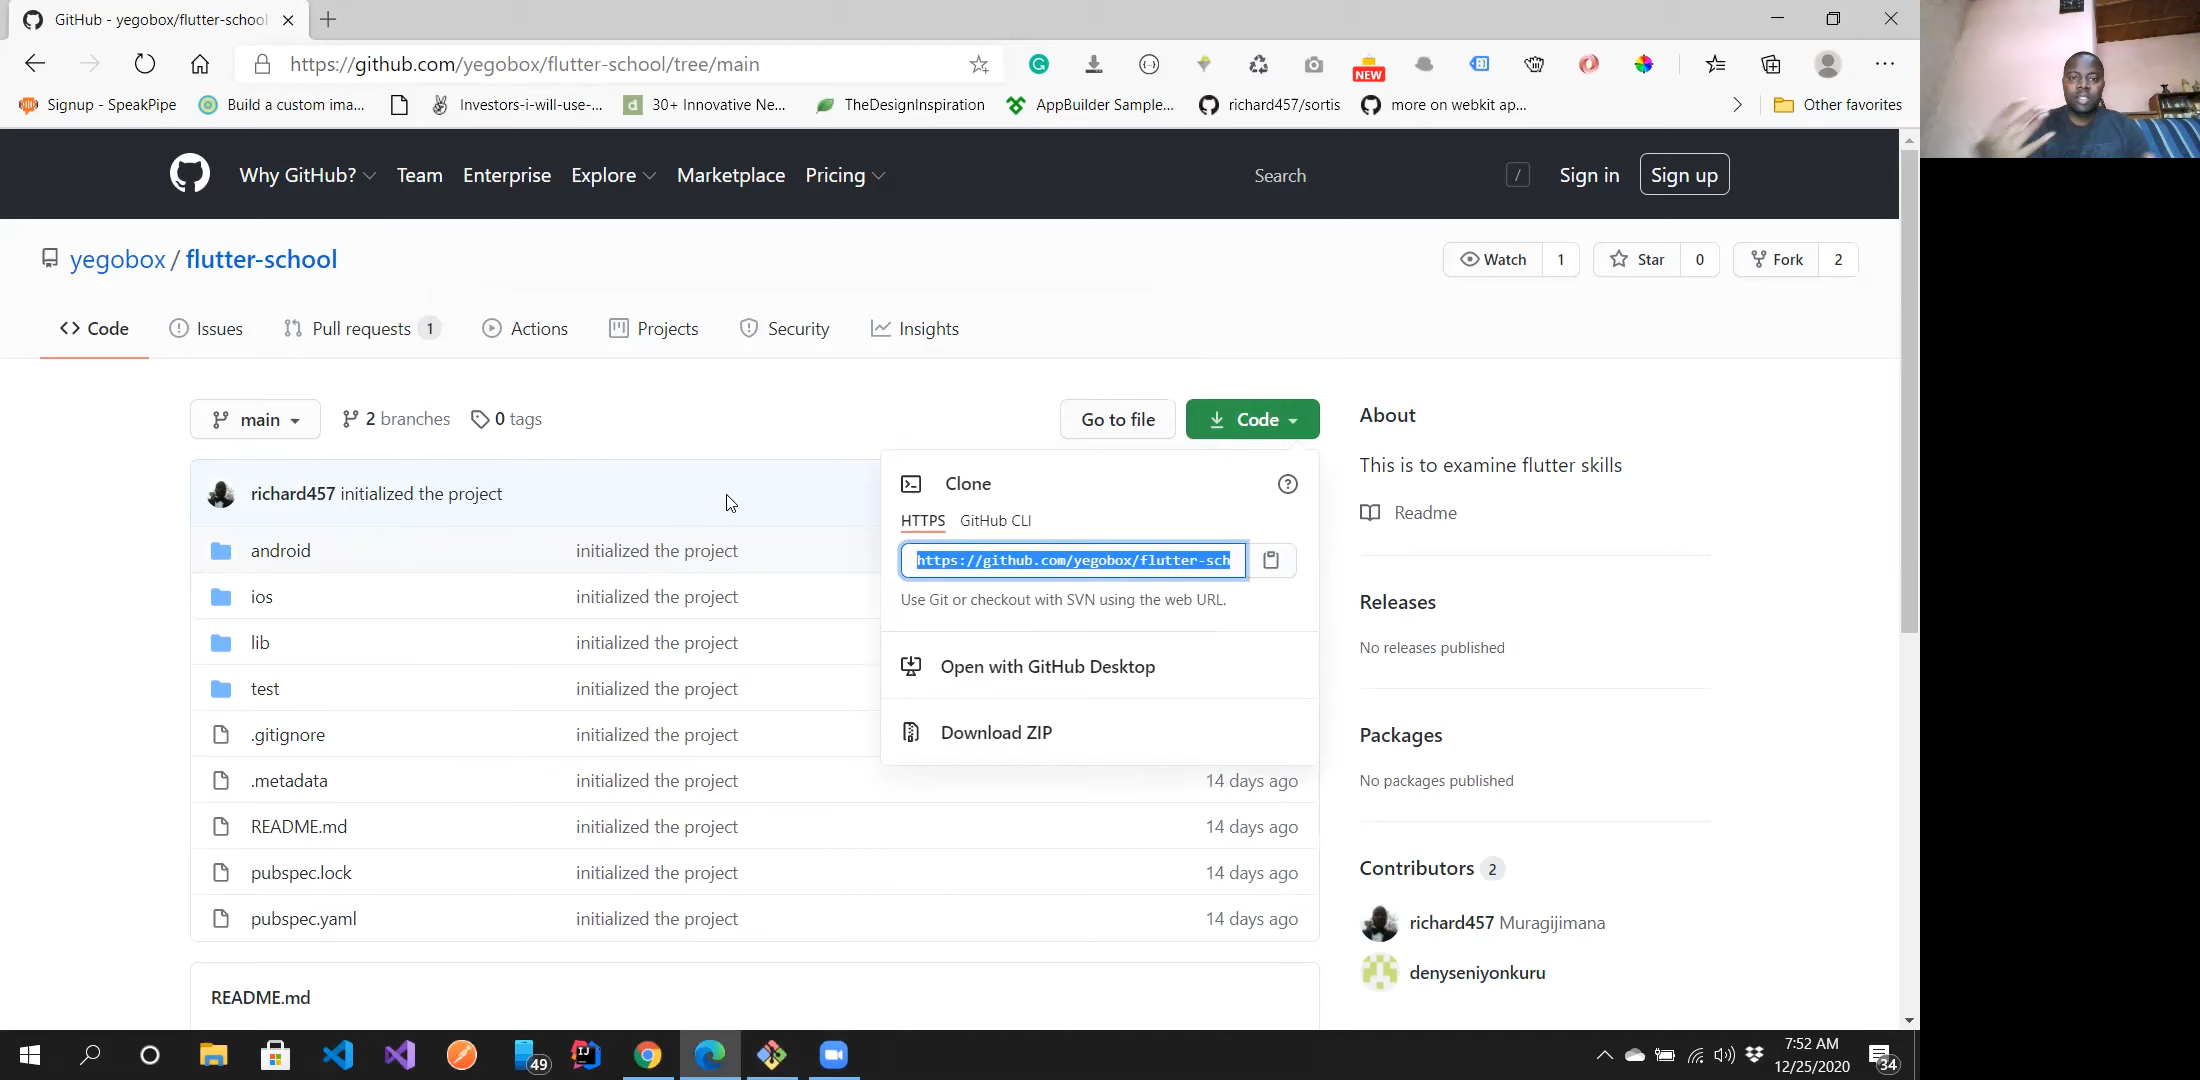 GitHub - yegobox/flutter-school
https://github.com/yegobox/flutter-school/tree/main
NEW
Signup - SpeakPipe
Build a custom ima...
Investors-i-will-use-...
30+ Innovative Ne...
TheDesignInspiration
AppBuilder Sample...
richard457/sortis
more on webkit ap...
Other favorites
Why GitHub?
Team
Enterprise
Explore
Marketplace
Pricing
Search
/
Sign in
Sign up
yegobox / flutter-school
Watch 1
Star 0
Fork 2
Code
Issues
Pull requests 1
Actions
Projects
Security
Insights
main
2 branches
0 tags
Go to file
Code
richard457 initialized the project
android initialized the project
ios initialized the project
lib initialized the project
test initialized the project
.gitignore initialized the project
.metadata initialized the project 14 days ago
README.md initialized the project 14 days ago
pubspec.lock initialized the project 14 days ago
pubspec.yaml initialized the project 14 days ago
README.md
Clone
HTTPS GitHub CLI
https://github.com/yegobox/flutter-sch
Use Git or checkout with SVN using the web URL.
Open with GitHub Desktop
Download ZIP
About
This is to examine flutter skills
Readme
Releases
No releases published
Packages
No packages published
Contributors 2
richard457 Muragijimana
denyseniyonkuru
49
IJ
7:52 AM
12/25/2020
34